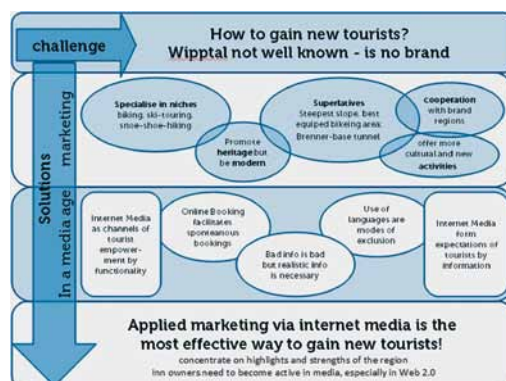 challenge
How to gain new tourists?
Wipptal not well known - is no brand
Solutions
marketing
Specialise in niches
biking, ski-touring,
snoe-shoe-hiking
Promote
heritage but
be modern
Superlatives
Steepest slope, best
equiped bikeing area;
Brenner-base tunnel
cooperation
with brand
regions
offer more
cultural and new
activities
In a media age
Internet Media
as channels of
tourist
empower-
ment by
functionality
Online Booking
facilitates
sponteanious
bookings
Bad info is bad
but realistic info
is necessary
Use of
languages are
modes of
exclusion
Internet Media
form
expectations of
tourists by
information
Applied marketing via internet media is the
most effective way to gain new tourists!
concentrate on highlights and strengths of the region
inn owners need to become active in media, especially in Web 2.0